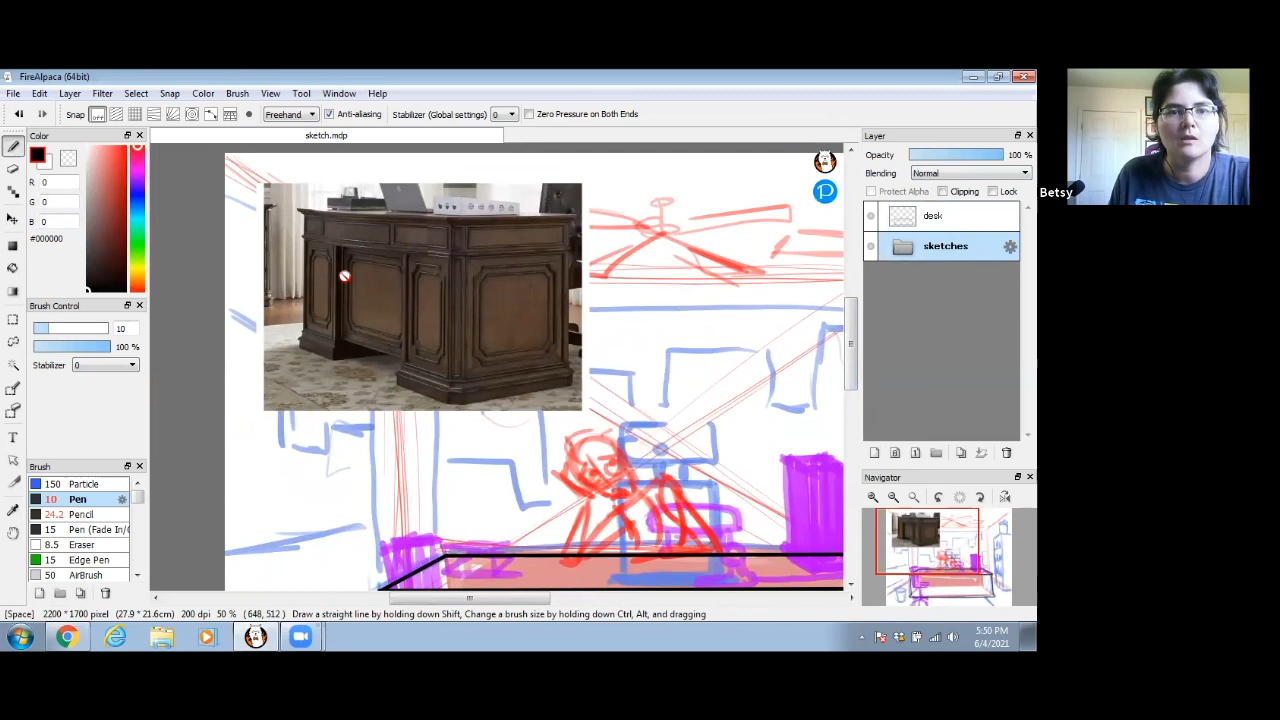 FireAlpaca (64bit)
File Edit Layer Filter Select Snap Color Brush View Tool Window Help
Snap Freehand Anti-aliasing Stabilizer (Global settings) 0 Zero Pressure on Both Ends
Color
sketch.mdp
Layer
R 0
G 0
B 0
#000000
Opacity 100 %
Blending Normal
Protect Alpha Clipping Lock
desk
sketches
Betsy
Brush Control
10
100 %
Stabilizer 0
Brush
150 Particle
10 Pen
24.2 Pencil
15 Pen (Fade In/
8.5 Eraser
15 Edge Pen
50 AirBrush
Navigator
[Space] 2200 * 1700 pixel (27.9 * 21.6cm) 200 dpi 50 % ( 648, 512 ) Draw a straight line by holding down Shift, Change a brush size by holding down Ctrl, Alt, and dragging
5:50 PM
6/4/2021